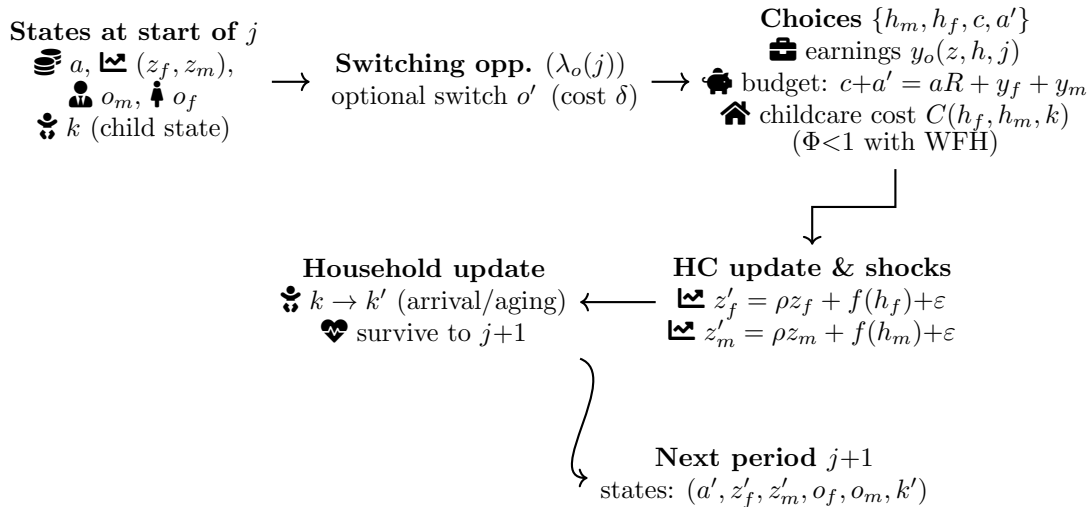 States at start of j
a, (z_f, z_m),
o_m, o_f
k (child state)
Switching opp. (λ_o(j))
optional switch o′ (cost δ)
Choices {h_m, h_f, c, a′}
earnings y_o(z, h, j)
budget: c+a′ = aR + y_f + y_m
childcare cost C(h_f, h_m, k)
(Φ<1 with WFH)
HC update & shocks
z′_f = ρz_f + f(h_f)+ε
z′_m = ρz_m + f(h_m)+ε
Household update
k → k′ (arrival/aging)
survive to j+1
Next period j+1
states: (a′, z′_f, z′_m, o_f, o_m, k′)